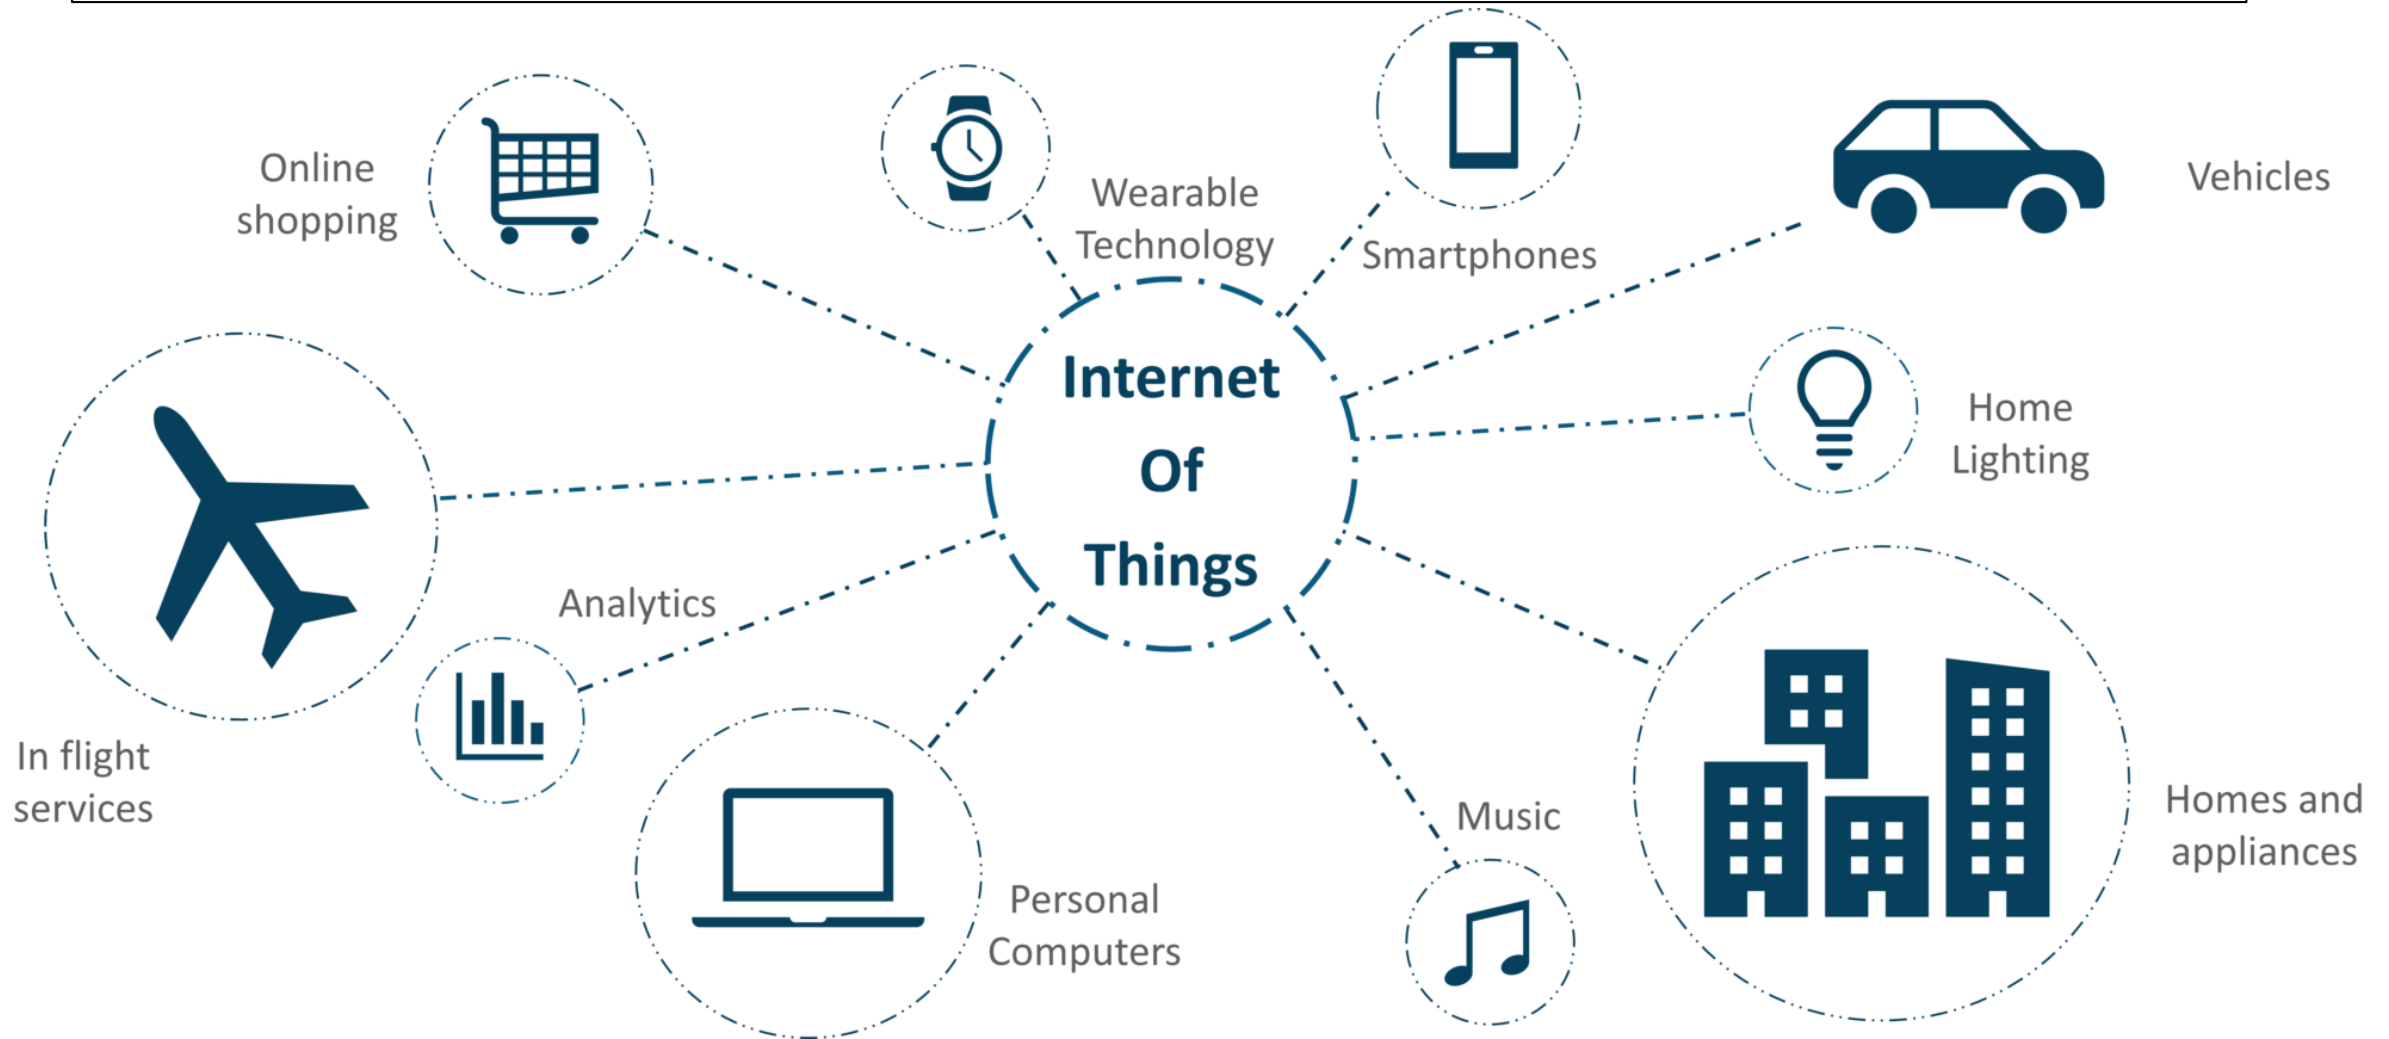 Online
shopping
Wearable
Technology
Smartphones
Vehicles
Internet
Of
Things
Home
Lighting
Analytics
In flight
services
Personal
Computers
Music
Homes and
appliances